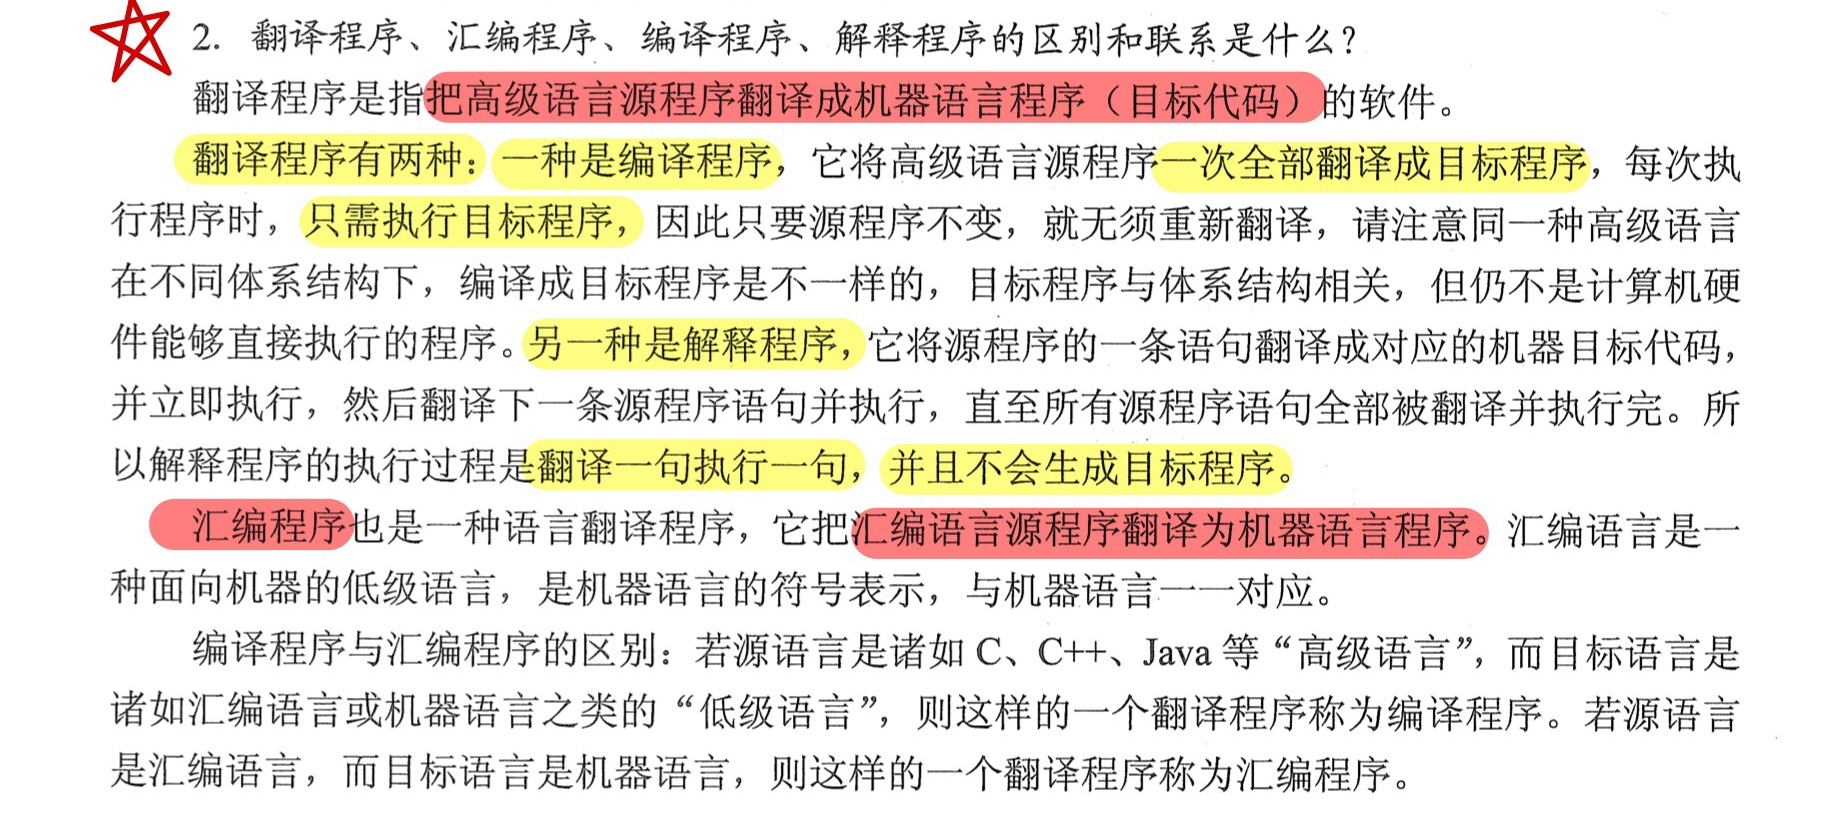 2. 翻译程序、汇编程序、编译程序、解释程序的区别和联系是什么？
翻译程序是指把高级语言源程序翻译成机器语言程序（目标代码）的软件。
翻译程序有两种：一种是编译程序，它将高级语言源程序一次全部翻译成目标程序，每次执
行程序时，只需执行目标程序，因此只要源程序不变，就无须重新翻译，请注意同一种高级语言
在不同体系结构下，编译成目标程序是不一样的，目标程序与体系结构相关，但仍不是计算机硬
件能够直接执行的程序。另一种是解释程序，它将源程序的一条语句翻译成对应的机器目标代码，
并立即执行，然后翻译下一条源程序语句并执行，直至所有源程序语句全部被翻译并执行完。所
以解释程序的执行过程是翻译一句执行一句，并且不会生成目标程序。
汇编程序也是一种语言翻译程序，它把汇编语言源程序翻译为机器语言程序。汇编语言是一
种面向机器的低级语言，是机器语言的符号表示，与机器语言一一对应。
编译程序与汇编程序的区别：若源语言是诸如 C、C++、Java 等“高级语言”，而目标语言是
诸如汇编语言或机器语言之类的“低级语言”，则这样的一个翻译程序称为编译程序。若源语言
是汇编语言，而目标语言是机器语言，则这样的一个翻译程序称为汇编程序。